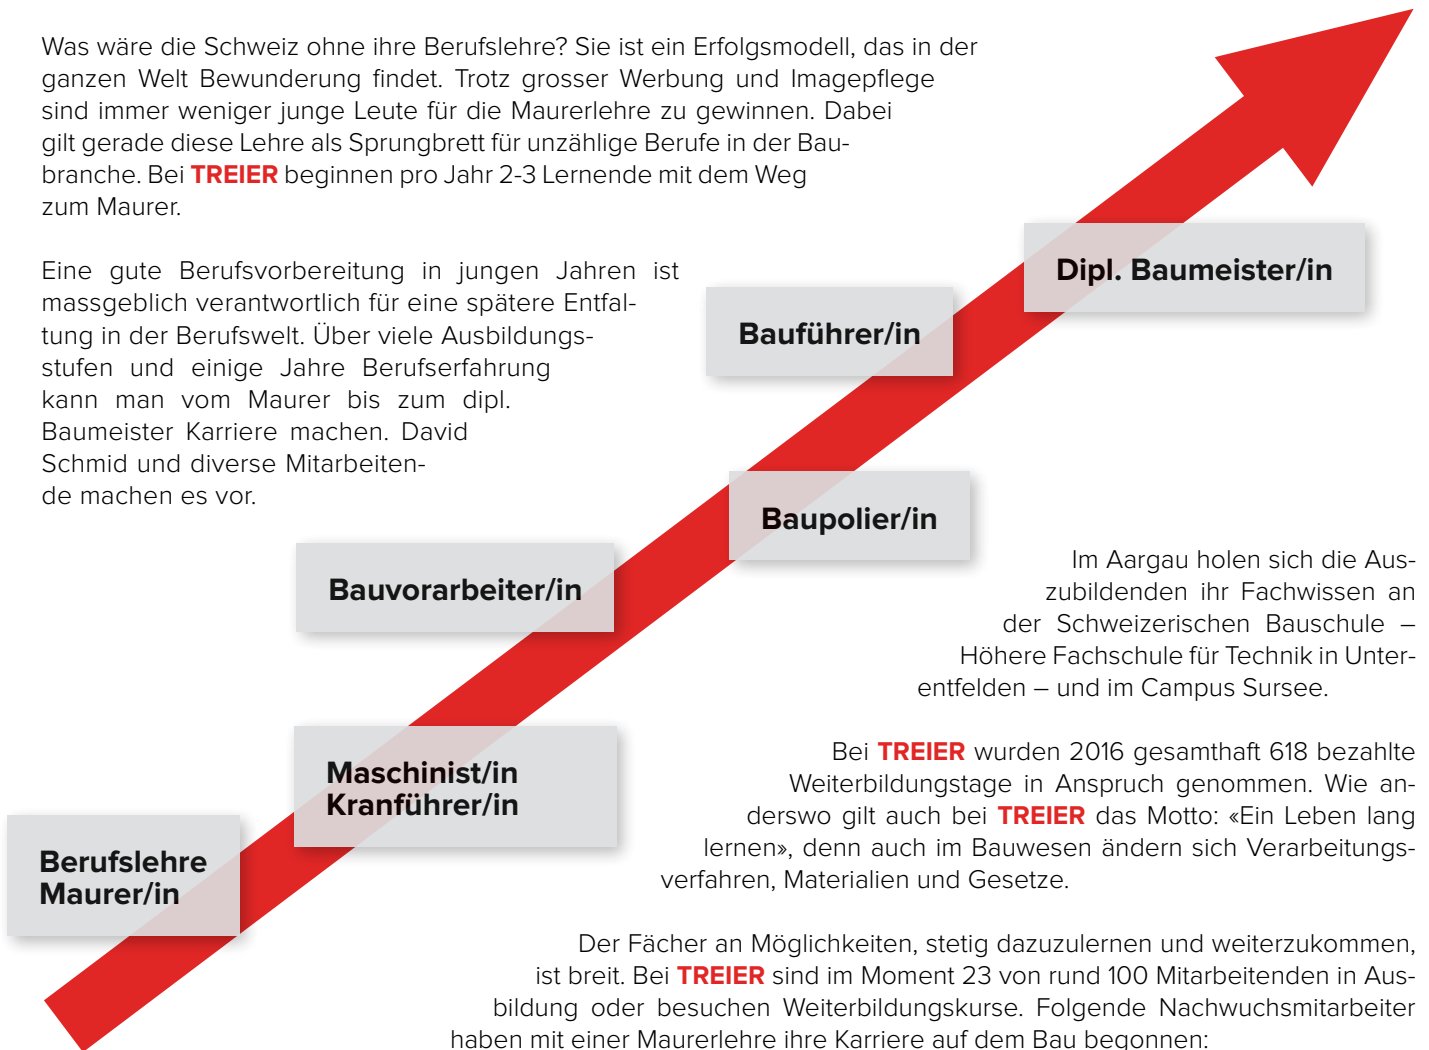 Was wäre die Schweiz ohne ihre Berufslehre? Sie ist ein Erfolgsmodell, das in der
ganzen Welt Bewunderung findet. Trotz grosser Werbung und Imagepflege
sind immer weniger junge Leute für die Maurerlehre zu gewinnen. Dabei
gilt gerade diese Lehre als Sprungbrett für unzählige Berufe in der Bau-
branche. Bei TREIER beginnen pro Jahr 2-3 Lernende mit dem Weg
zum Maurer.
Eine gute Berufsvorbereitung in jungen Jahren ist
massgeblich verantwortlich für eine spätere Entfal-
tung in der Berufswelt. Über viele Ausbildungs-
stufen und einige Jahre Berufserfahrung
kann man vom Maurer bis zum dipl.
Baumeister Karriere machen. David
Schmid und diverse Mitarbeiten-
de machen es vor.
Dipl. Baumeister/in
Bauführer/in
Baupolier/in
Bauvorarbeiter/in
Maschinist/in
Kranführer/in
Berufslehre
Maurer/in
Im Aargau holen sich die Aus-
zubildenden ihr Fachwissen an
der Schweizerischen Bauschule –
Höhere Fachschule für Technik in Unter-
entfelden – und im Campus Sursee.
Bei TREIER wurden 2016 gesamthaft 618 bezahlte
Weiterbildungstage in Anspruch genommen. Wie an-
derswo gilt auch bei TREIER das Motto: «Ein Leben lang
lernen», denn auch im Bauwesen ändern sich Verarbeitungs-
verfahren, Materialien und Gesetze.
Der Fächer an Möglichkeiten, stetig dazuzulernen und weiterzukommen,
ist breit. Bei TREIER sind im Moment 23 von rund 100 Mitarbeitenden in Aus-
bildung oder besuchen Weiterbildungskurse. Folgende Nachwuchsmitarbeiter
haben mit einer Maurerlehre ihre Karriere auf dem Bau begonnen: